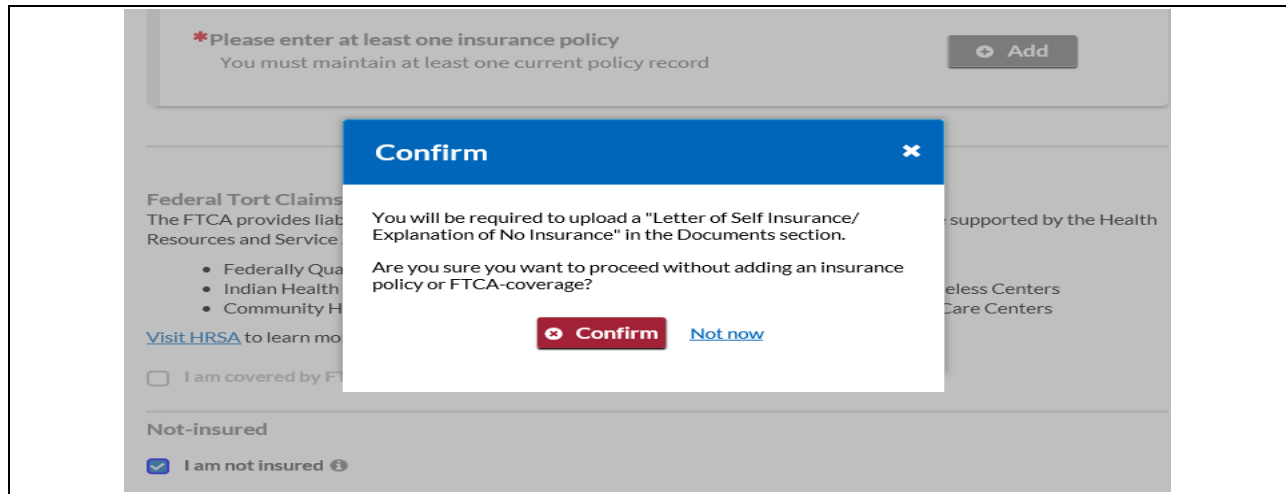 *Please enter at least one insurance policy
You must maintain at least one current policy record
Add
Confirm
Federal Tort Claims
The FTCA provides liab
supported by the Health
Resources and Service
You will be required to upload a "Letter of Self Insurance/
Explanation of No Insurance" in the Documents section.
Are you sure you want to proceed without adding an insurance
policy or FTCA-coverage?
• Federally Qua
• Indian Health
eless Centers
• Community H
Care Centers
Confirm
Not now
Visit HRSA to learn mo
I am covered by FT
Not-insured
I am not insured